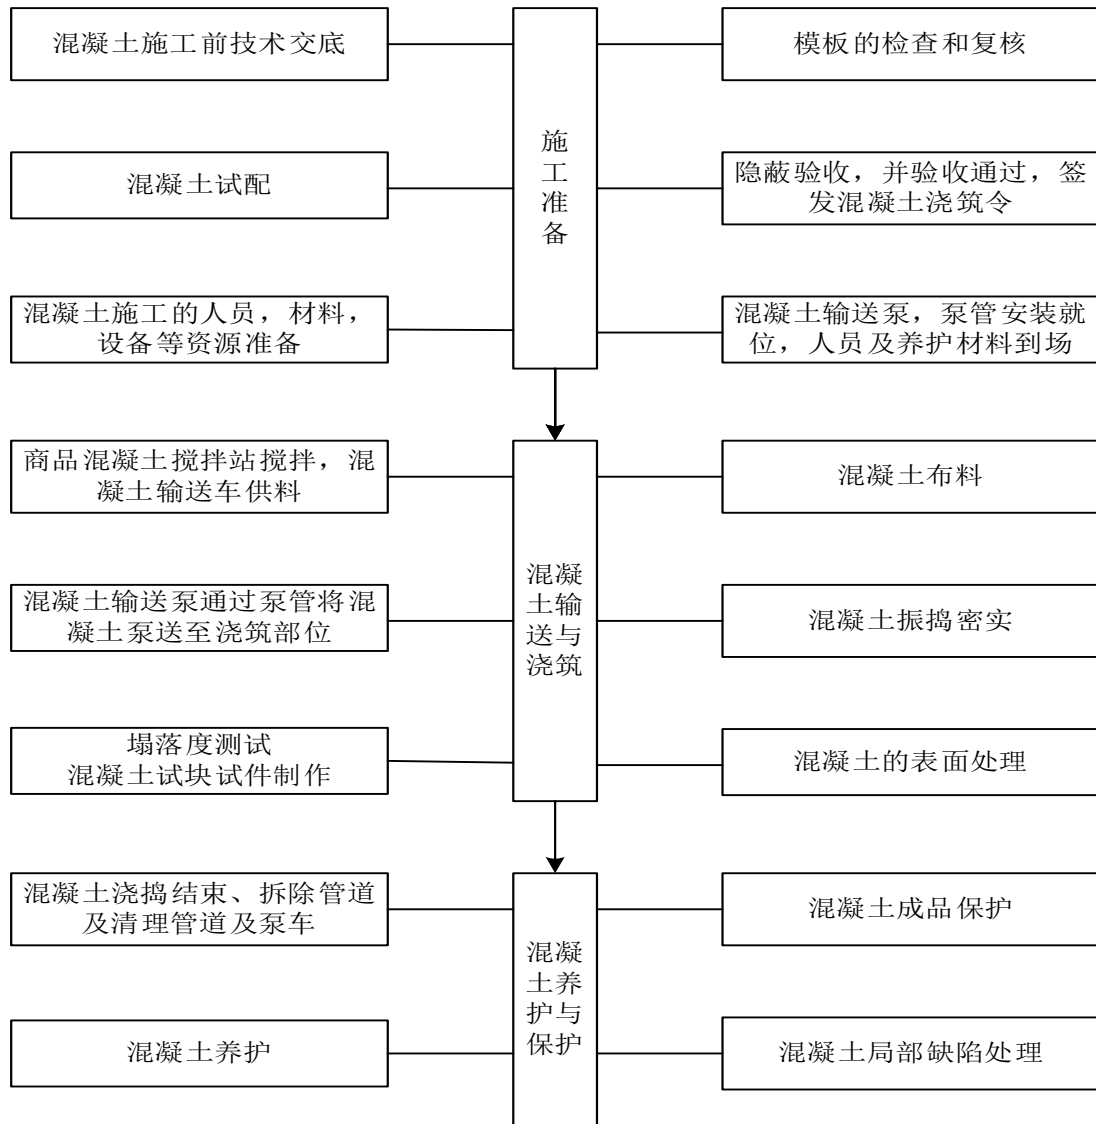 混凝土施工前技术交底
模板的检查和复核
施
工
准
备
混凝土试配
隐蔽验收，并验收通过，签
发混凝土浇筑令
混凝土施工的人员，材料，
设备等资源准备
混凝土输送泵，泵管安装就
位，人员及养护材料到场
商品混凝土搅拌站搅拌，混
凝土输送车供料
混凝土布料
混凝
土输
送与
浇筑
混凝土输送泵通过泵管将混
凝土泵送至浇筑部位
混凝土振捣密实
塌落度测试
混凝土试块试件制作
混凝土的表面处理
混凝土浇捣结束、拆除管道
及清理管道及泵车
混凝土成品保护
混凝
土养
护与
保护
混凝土养护
混凝土局部缺陷处理